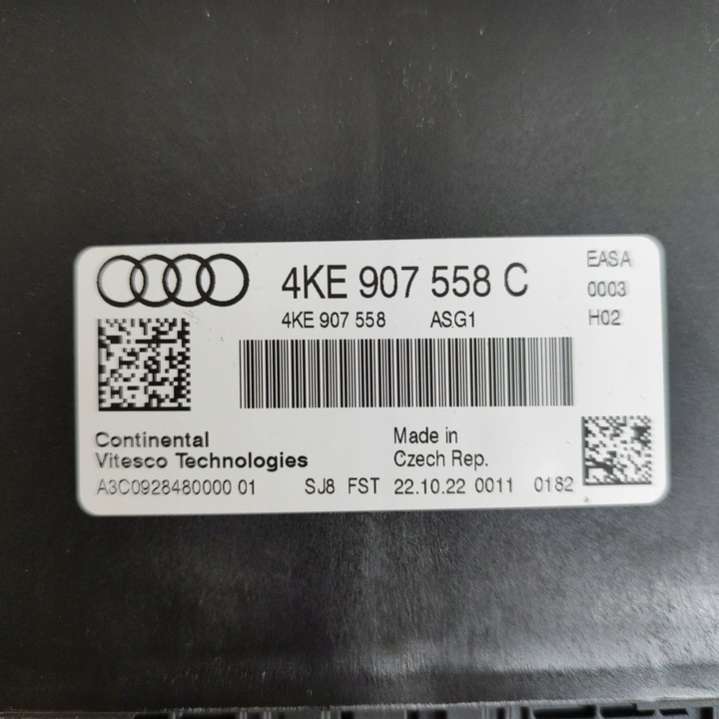 4KE 907 558 C
EASA
0003
H02
4KE 907 558 ASG1
Continental
Vitesco Technologies
Made in
Czech Rep.
A3C0928480000 01 SJ8 FST 22.10.22 0011 0182